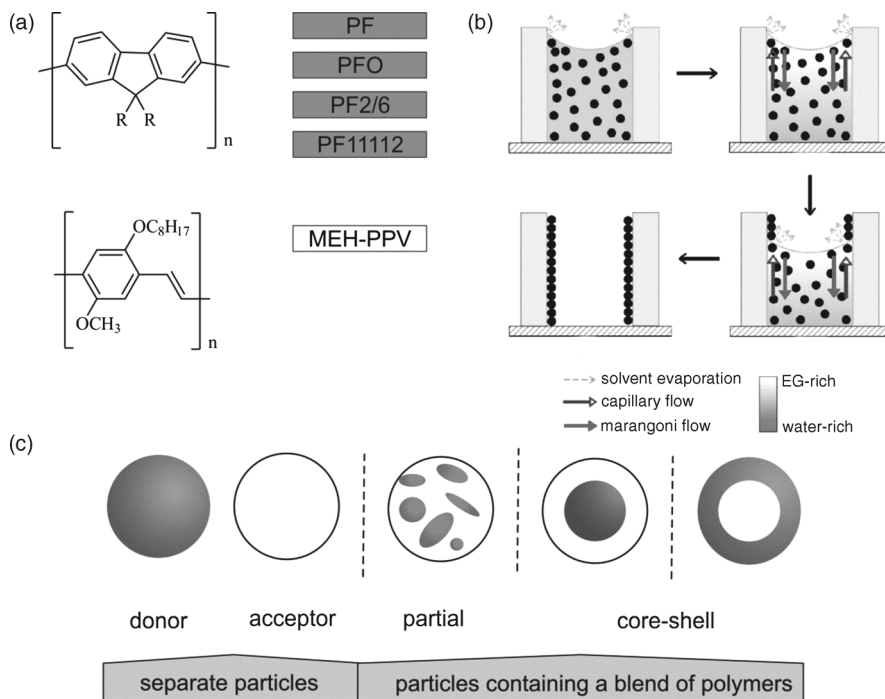 (a)
R R
n
PF
PFO
PF2/6
PF11112
OC₈H₁₇
OCH₃
n
MEH-PPV
(b)
solvent evaporation
capillary flow
marangoni flow
EG-rich
water-rich
(c)
donor
acceptor
partial
core-shell
separate particles
particles containing a blend of polymers